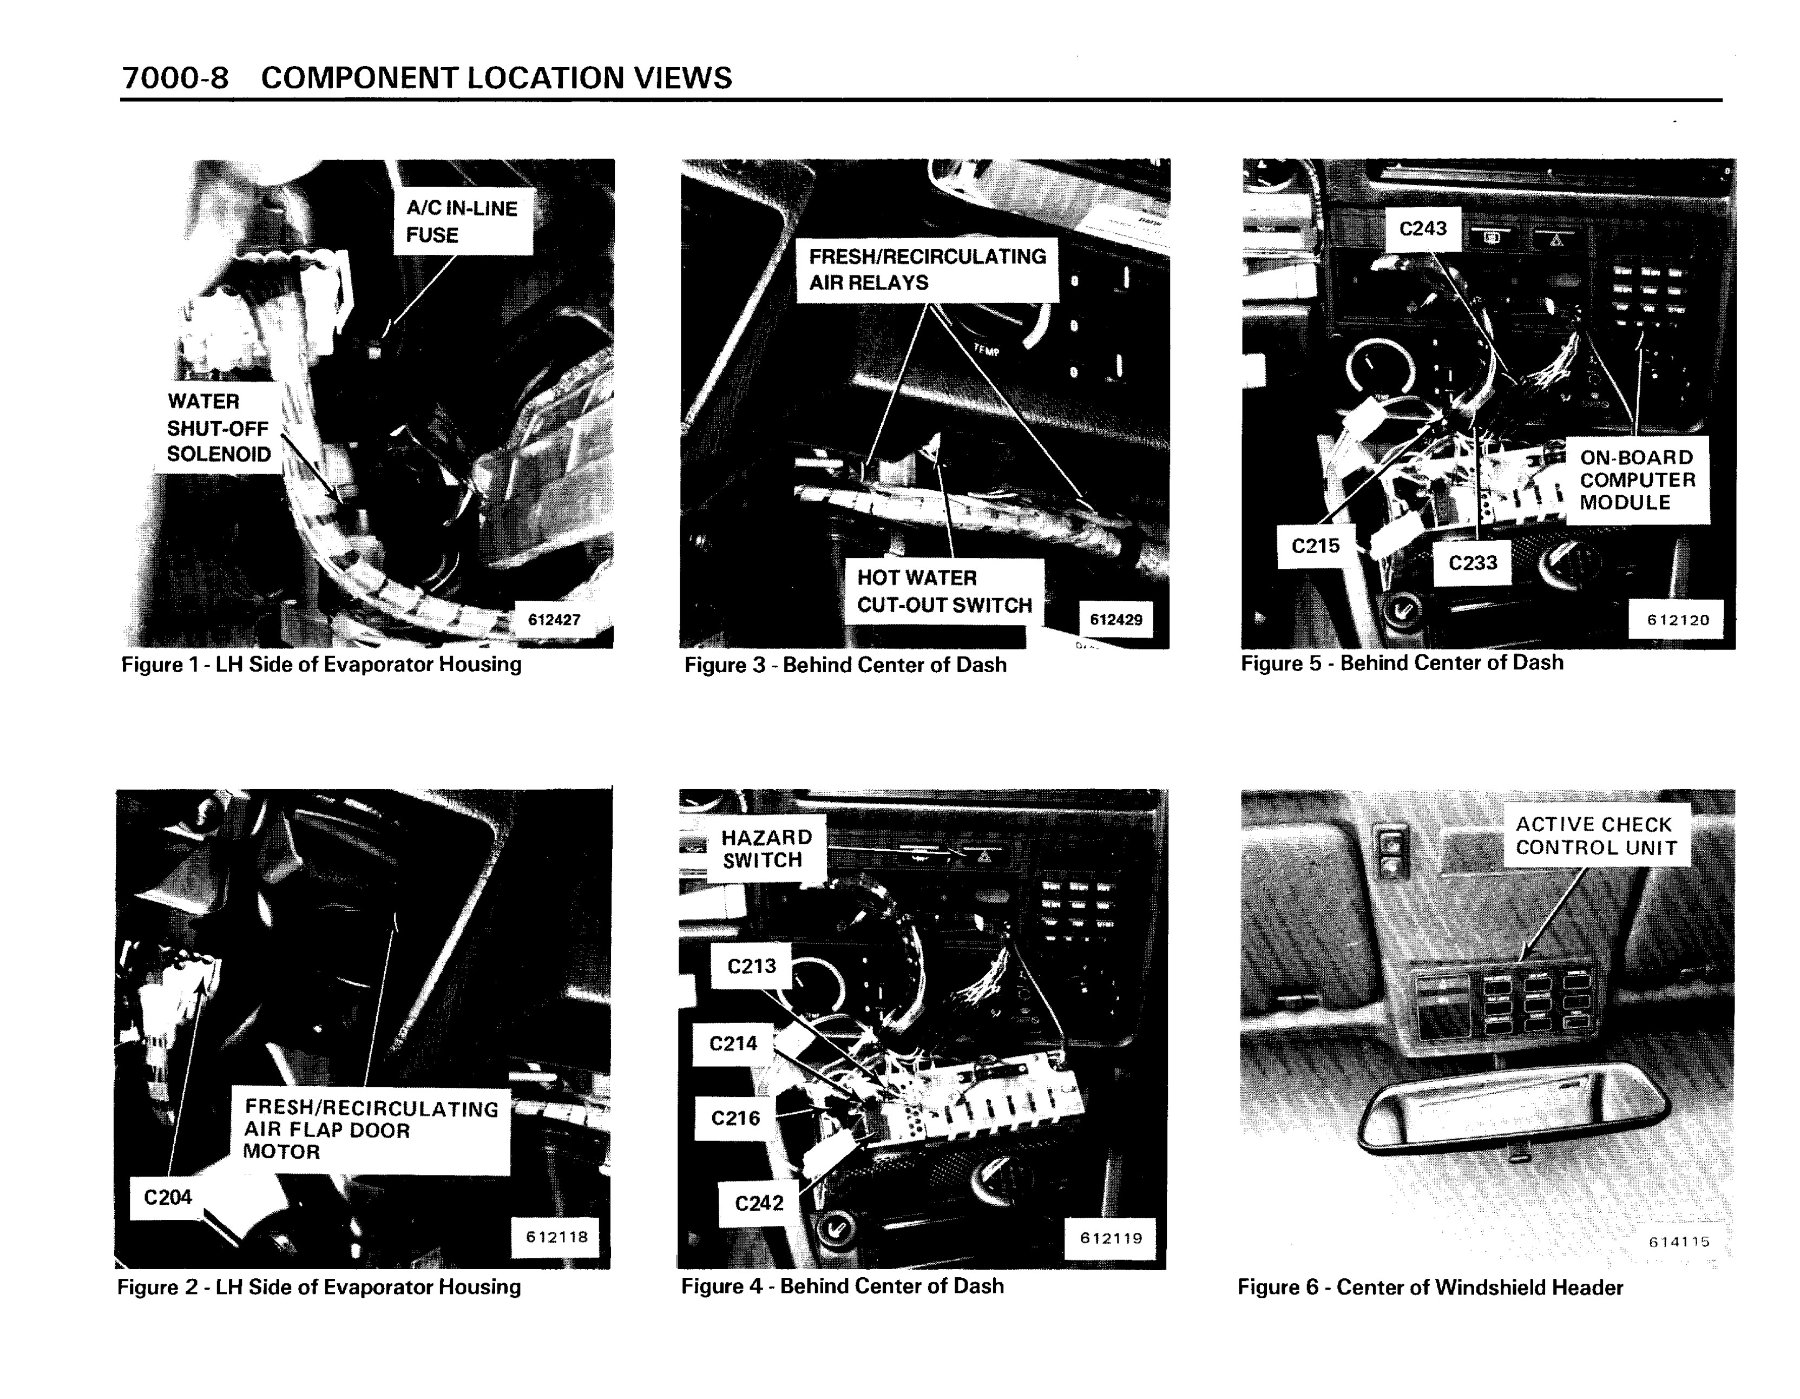 7000-8 COMPONENT LOCATION VIEWS
A/C IN-LINE
FUSE
WATER
SHUT-OFF
SOLENOID
612427
Figure 1 - LH Side of Evaporator Housing
FRESH/RECIRCULATING
AIR RELAYS
TEMP
HOT WATER
CUT-OUT SWITCH
612429
Figure 3 - Behind Center of Dash
C243
ON-BOARD
COMPUTER
MODULE
C215
C233
612120
Figure 5 - Behind Center of Dash
FRESH/RECIRCULATING
AIR FLAP DOOR
MOTOR
C204
612118
Figure 2 - LH Side of Evaporator Housing
HAZARD
SWITCH
C213
C214
C216
C242
612119
Figure 4 - Behind Center of Dash
ACTIVE CHECK
CONTROL UNIT
614115
Figure 6 - Center of Windshield Header